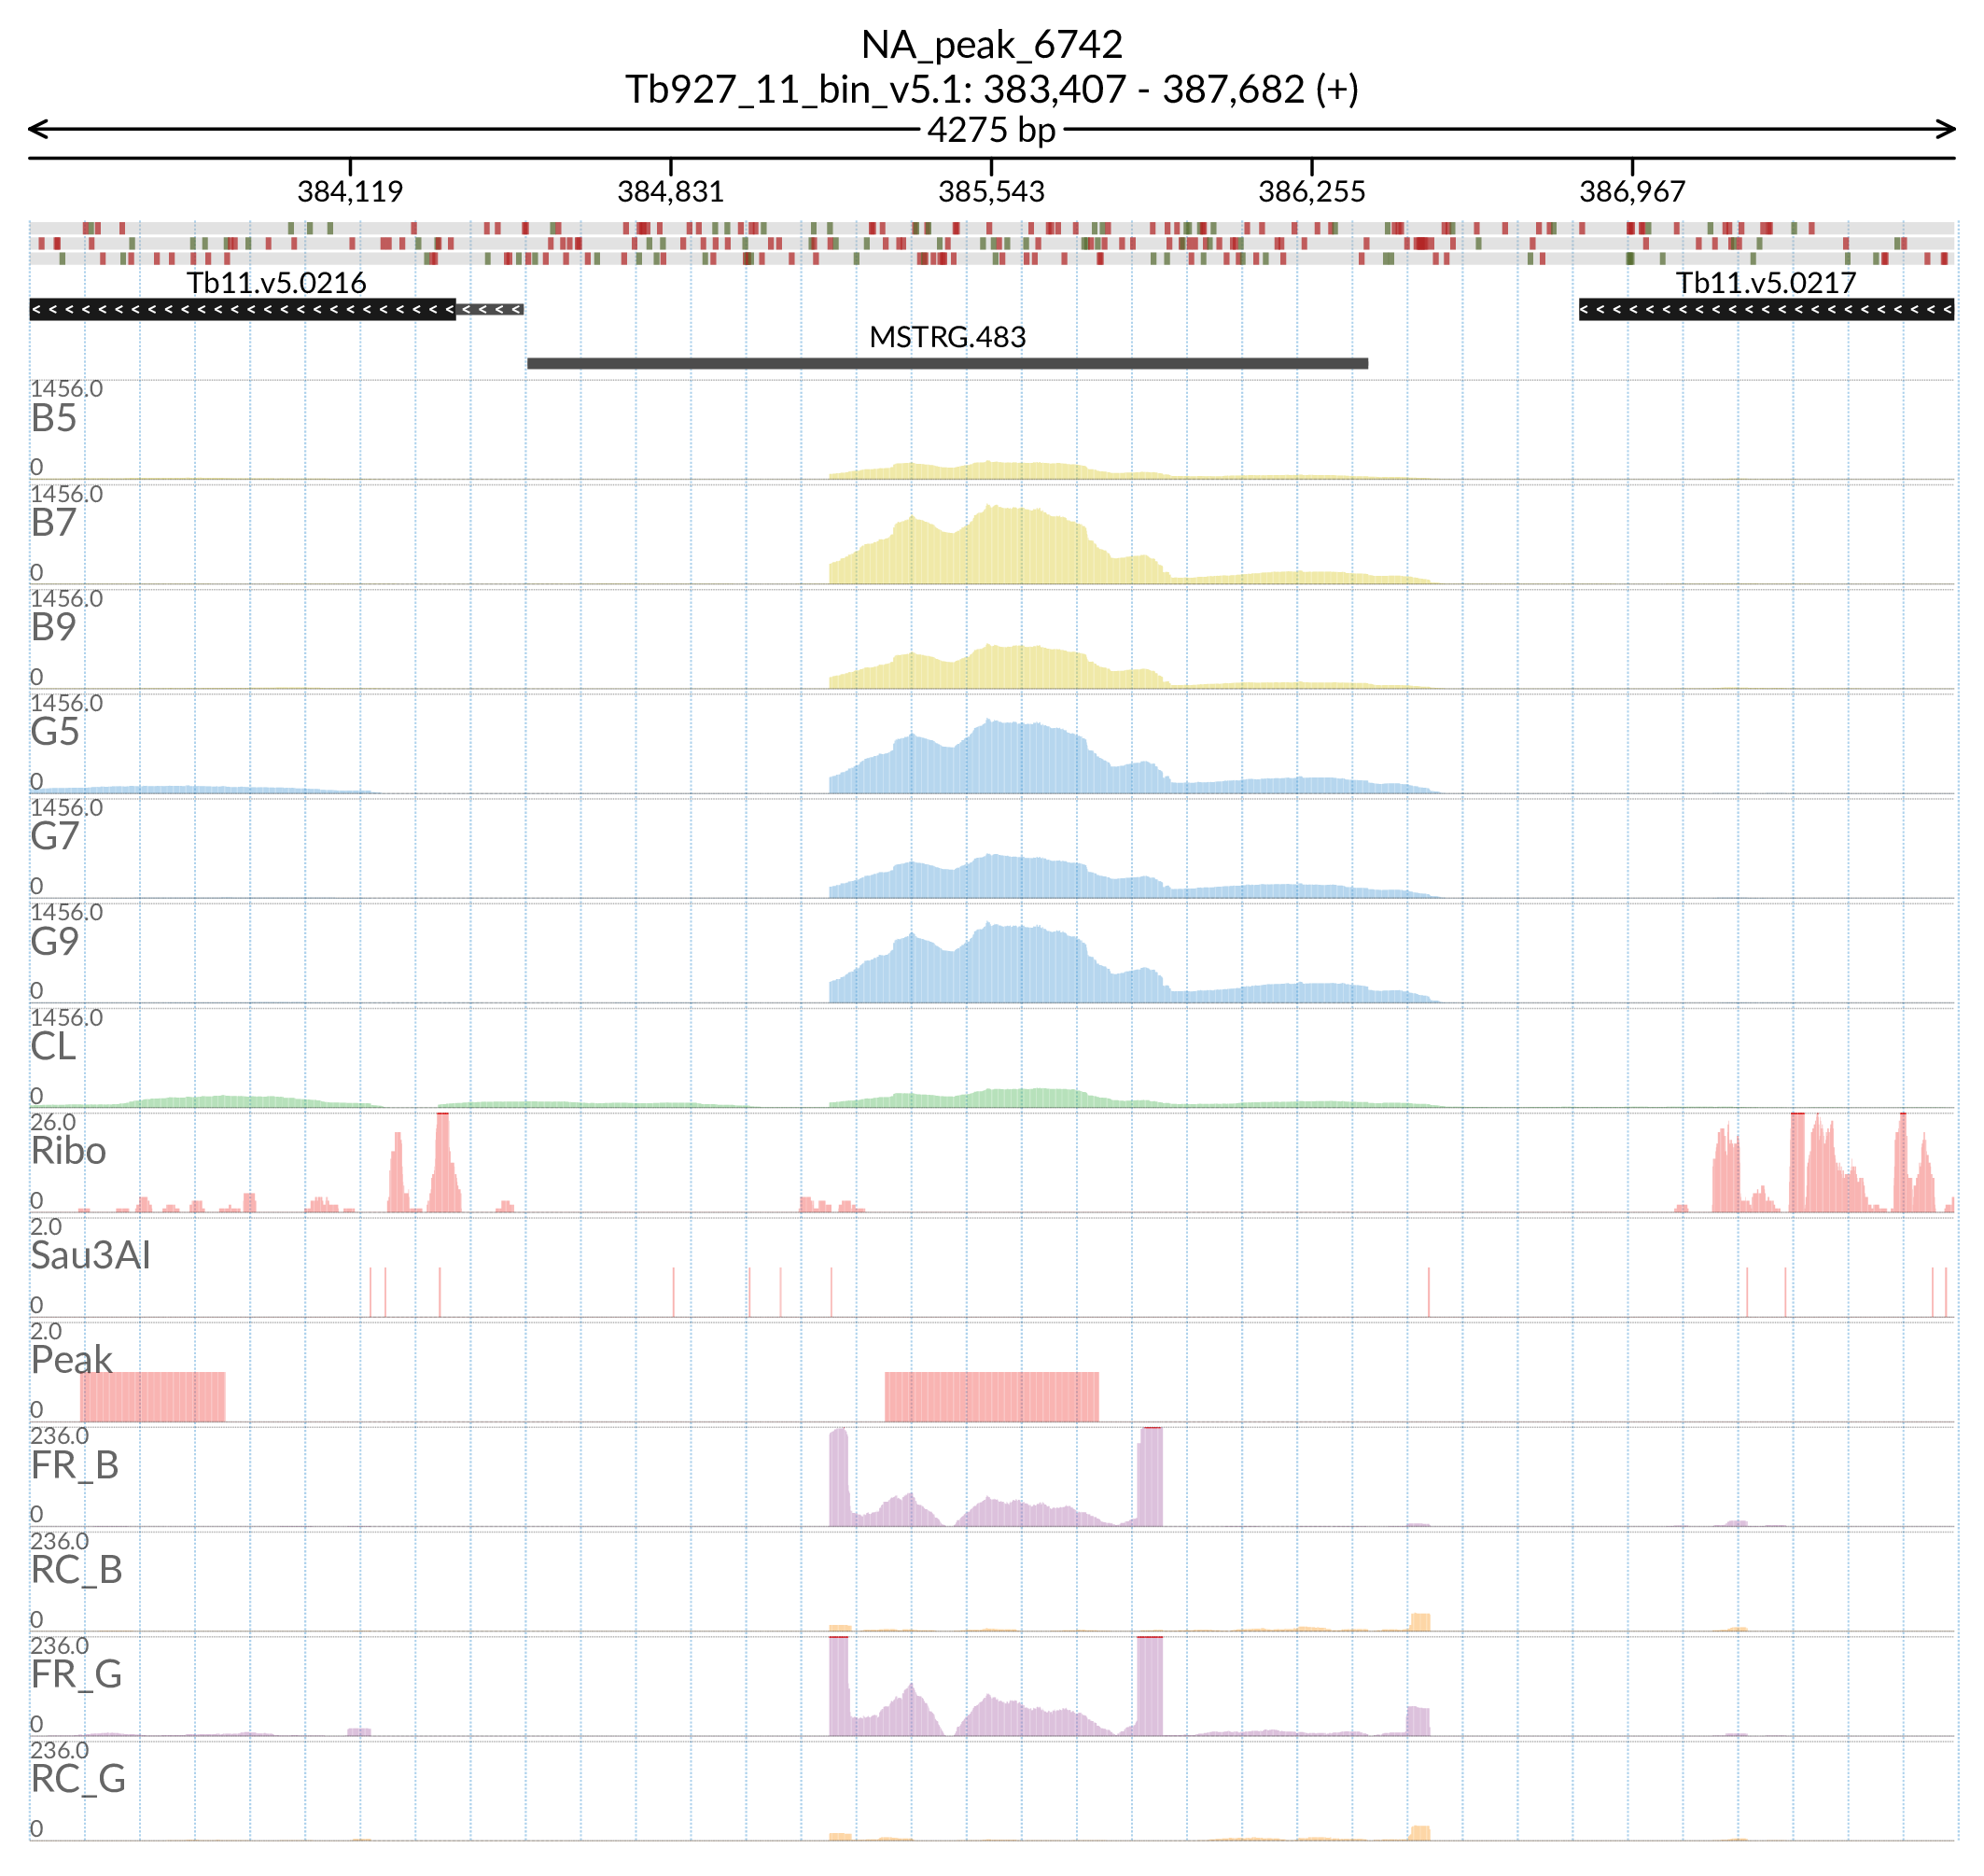 NA_peak_6742
Tb927_11_bin_v5.1: 383,407 - 387,682 (+)
4275 bp
384,119 384,831 385,543 386,255 386,967
Tb11.v5.0216 Tb11.v5.0217
MSTRG.483
1456.0
B5
0
1456.0
B7
0
1456.0
B9
0
1456.0
G5
0
1456.0
G7
0
1456.0
G9
0
1456.0
CL
0
26.0
Ribo
0
2.0
Sau3AI
0
2.0
Peak
0
236.0
FR_B
0
236.0
RC_B
0
236.0
FR_G
0
236.0
RC_G
0